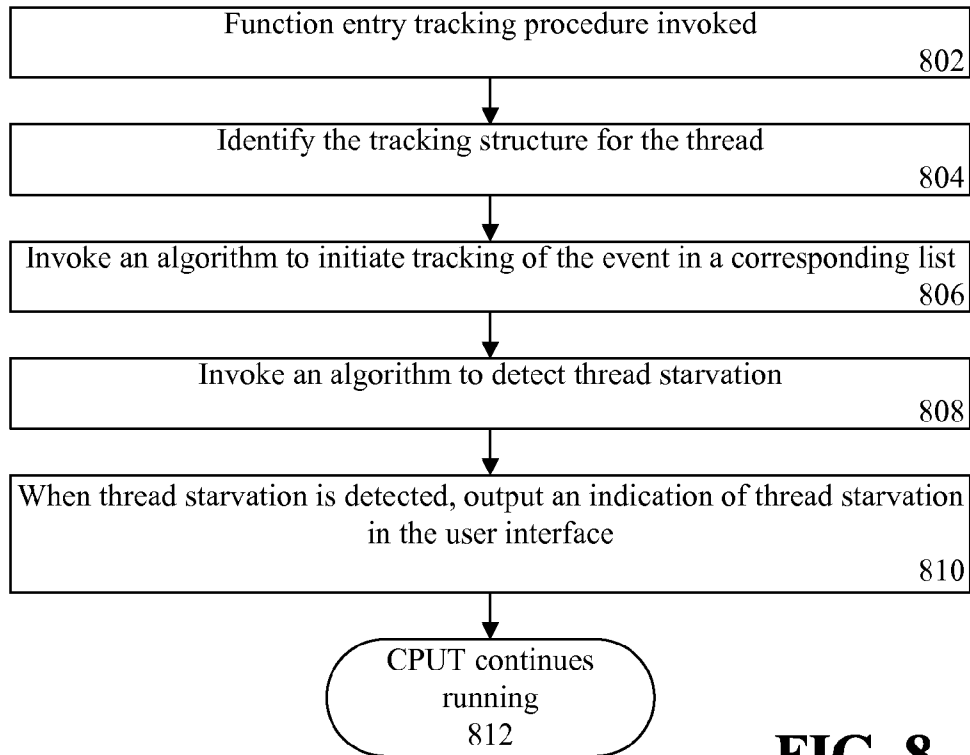 Function entry tracking procedure invoked
802
Identify the tracking structure for the thread
804
Invoke an algorithm to initiate tracking of the event in a corresponding list
806
Invoke an algorithm to detect thread starvation
808
When thread starvation is detected, output an indication of thread starvation
in the user interface
810
CPUT continues
running
812
FIG. 8